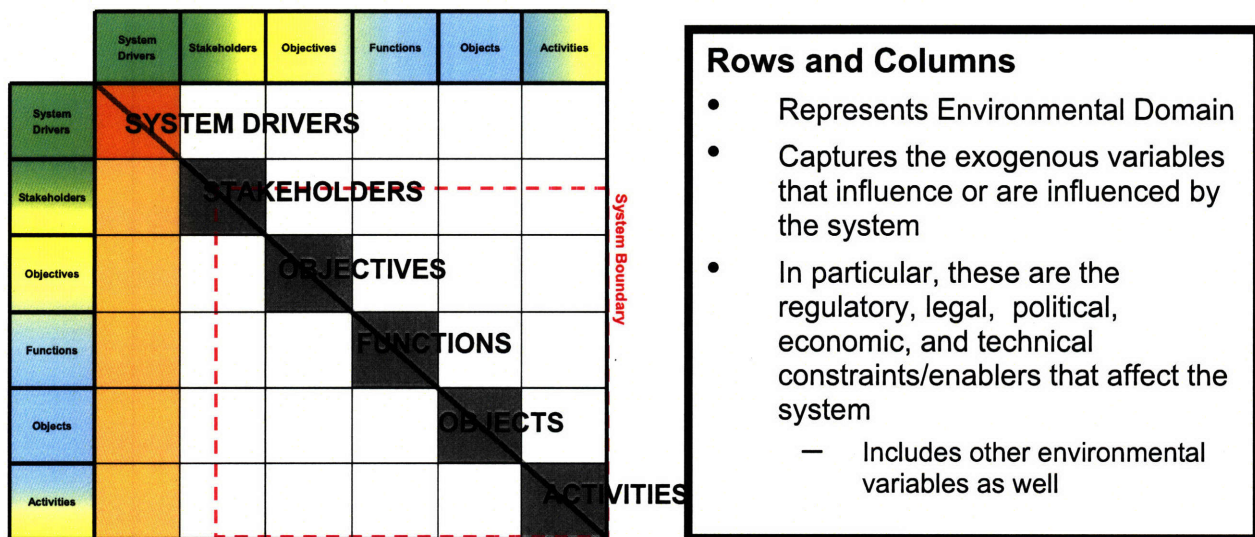 System
Drivers
Stakeholders
Objectives
Functions
Objects
Activities
System
Drivers
SYSTEM DRIVERS
Stakeholders
STAKEHOLDERS
Objectives
OBJECTIVES
Functions
FUNCTIONS
Objects
OBJECTS
Activities
ACTIVITIES
System Boundary
Rows and Columns
• Represents Environmental Domain
• Captures the exogenous variables
that influence or are influenced by
the system
• In particular, these are the
regulatory, legal, political,
economic, and technical
constraints/enablers that affect the
system
– Includes other environmental
variables as well